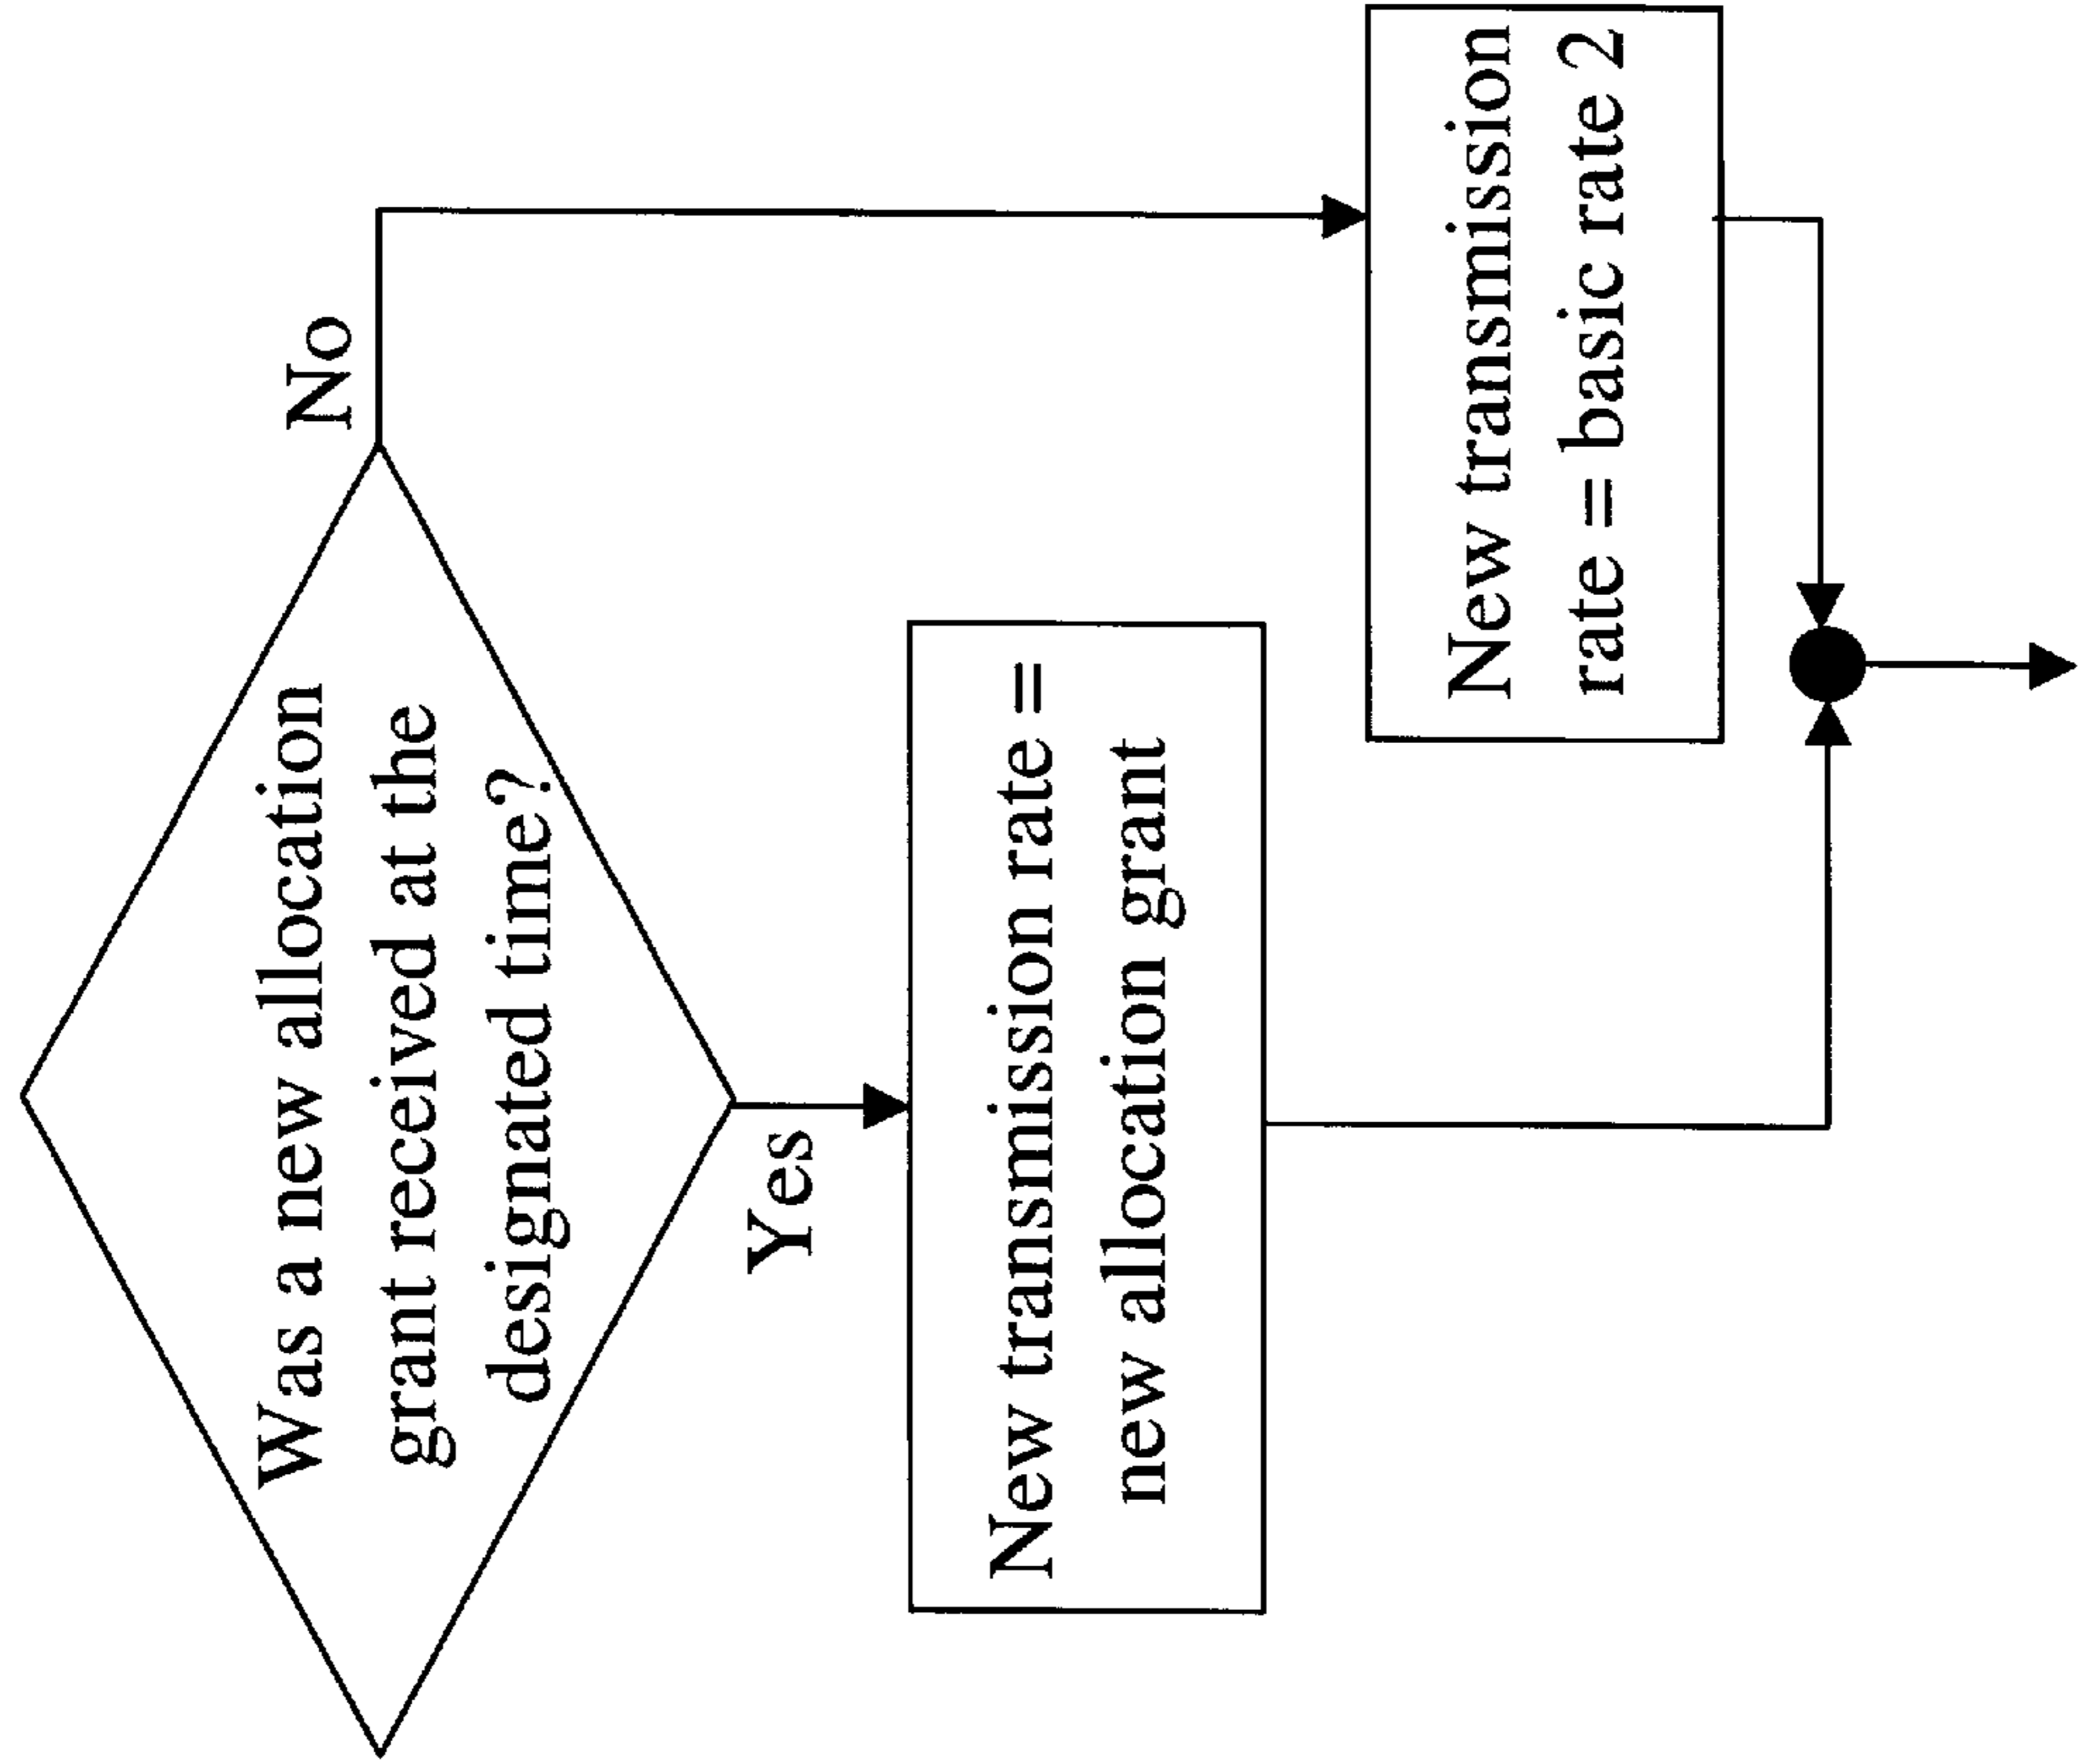 Was a new allocation
grant received at the
designated time?
No
Yes
New transmission rate =
new allocation grant
New transmission
rate = basic rate 2